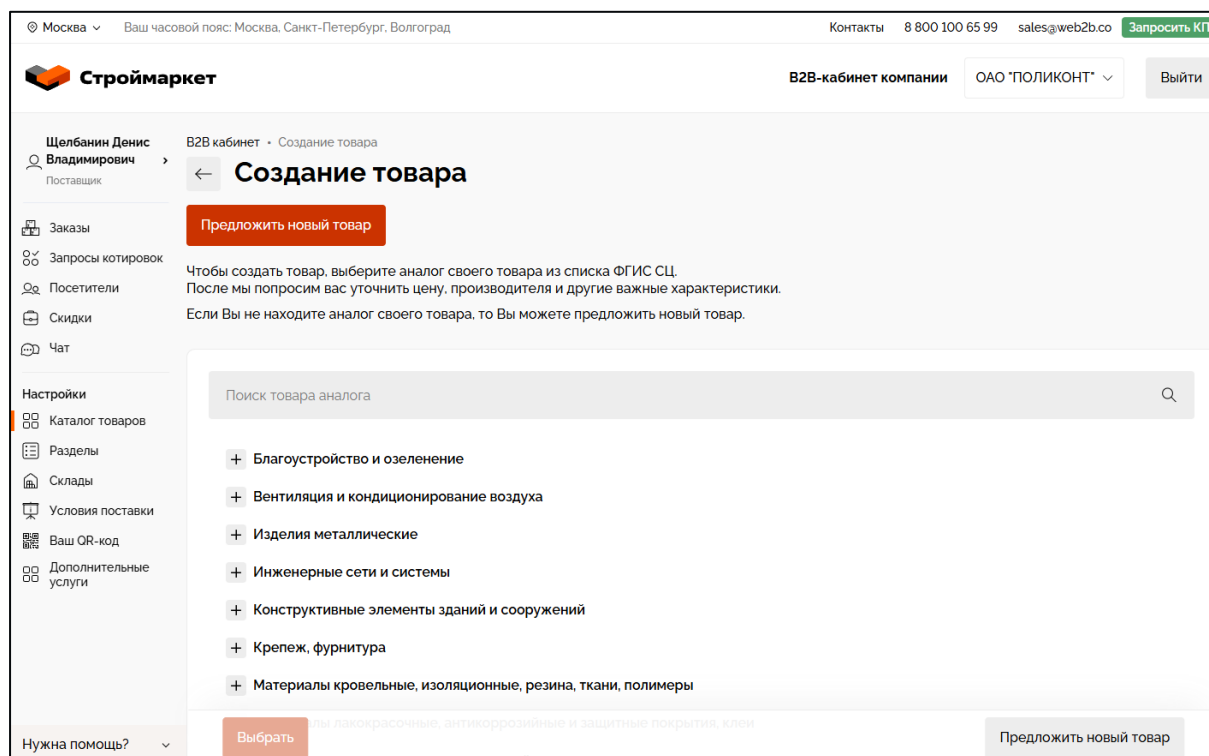 Москва
Ваш часовой пояс: Москва, Санкт-Петербург, Волгоград
Контакты
8 800 100 65 99
sales@web2b.co
Запросить КП
Строймаркет
B2B-кабинет компании
ОАО "ПОЛИКОНТ"
Выйти
Щелбанин Денис
Владимирович
Поставщик
Заказы
Запросы котировок
Посетители
Скидки
Чат
Настройки
Каталог товаров
Разделы
Склады
Условия поставки
Ваш QR-код
Дополнительные
услуги
Нужна помощь?
B2B кабинет • Создание товара
Создание товара
Предложить новый товар
Чтобы создать товар, выберите аналог своего товара из списка ФГИС СЦ.
После мы попросим вас уточнить цену, производителя и другие важные характеристики.
Если Вы не находите аналог своего товара, то Вы можете предложить новый товар.
Поиск товара аналога
Благоустройство и озеленение
Вентиляция и кондиционирование воздуха
Изделия металлические
Инженерные сети и системы
Конструктивные элементы зданий и сооружений
Крепеж, фурнитура
Материалы кровельные, изоляционные, резина, ткани, полимеры
лакокрасочные, антикоррозийные и защитные покрытия, клеи
Выбрать
Предложить новый товар